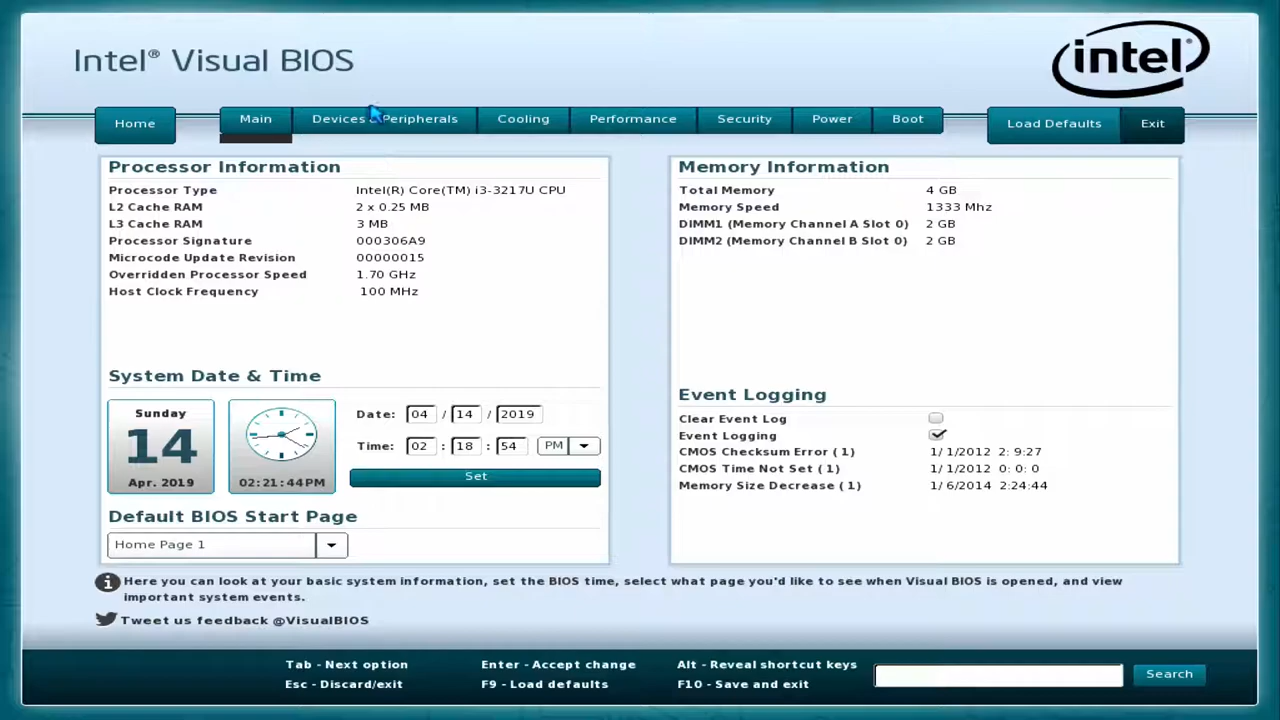 Intel® Visual BIOS
intel®
Home
Main
Devices & Peripherals
Cooling
Performance
Security
Power
Boot
Load Defaults
Exit
Processor Information
Processor Type Intel(R) Core(TM) i3-3217U CPU
L2 Cache RAM 2 x 0.25 MB
L3 Cache RAM 3 MB
Processor Signature 000306A9
Microcode Update Revision 00000015
Overridden Processor Speed 1.70 GHz
Host Clock Frequency 100 MHz
System Date & Time
Sunday
14
Apr. 2019
02:21:44PM
Date: 04 / 14 / 2019
Time: 02 : 18 : 54 PM
Set
Default BIOS Start Page
Home Page 1
Memory Information
Total Memory 4 GB
Memory Speed 1333 Mhz
DIMM1 (Memory Channel A Slot 0) 2 GB
DIMM2 (Memory Channel B Slot 0) 2 GB
Event Logging
Clear Event Log
Event Logging
CMOS Checksum Error ( 1) 1/ 1/2012 2: 9:27
CMOS Time Not Set ( 1) 1/ 1/2012 0: 0: 0
Memory Size Decrease ( 1) 1/ 6/2014 2:24:44
Here you can look at your basic system information, set the BIOS time, select what page you'd like to see when Visual BIOS is opened, and view
important system events.
Tweet us feedback @VisualBIOS
Tab - Next option Enter - Accept change Alt - Reveal shortcut keys
Esc - Discard/exit F9 - Load defaults F10 - Save and exit
Search